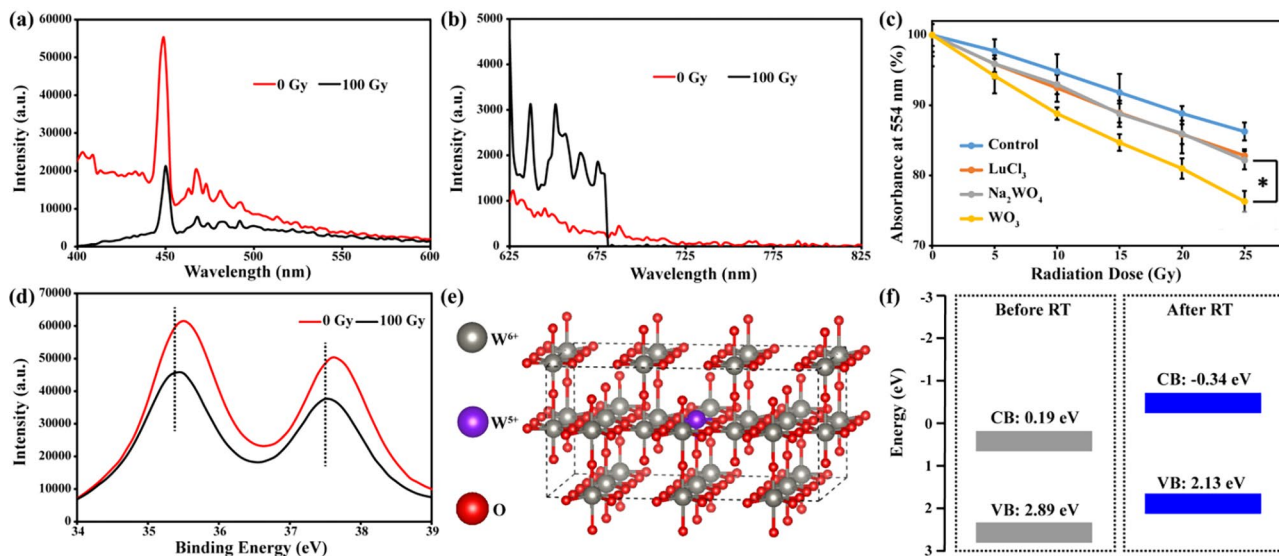 (a)
60000
50000
40000
30000
20000
10000
0
Intensity (a.u.)
0 Gy
100 Gy
400
450
500
550
600
Wavelength (nm)
(b)
5000
4000
3000
2000
1000
0
Intensity (a.u.)
0 Gy
100 Gy
625
675
725
775
825
Wavelength (nm)
(c)
100
90
80
70
Absorbance at 554 nm (%)
Control
LuCl₃
Na₂WO₄
WO₃
*
0
5
10
15
20
25
Radiation Dose (Gy)
(d)
70000
60000
50000
40000
30000
20000
10000
0
Intensity (a.u.)
0 Gy
100 Gy
34
35
36
37
38
39
Binding Energy (eV)
(e)
W⁶⁺
W⁵⁺
O
(f)
-3
-2
-1
0
1
2
3
Energy (eV)
Before RT
CB: 0.19 eV
VB: 2.89 eV
After RT
CB: -0.34 eV
VB: 2.13 eV